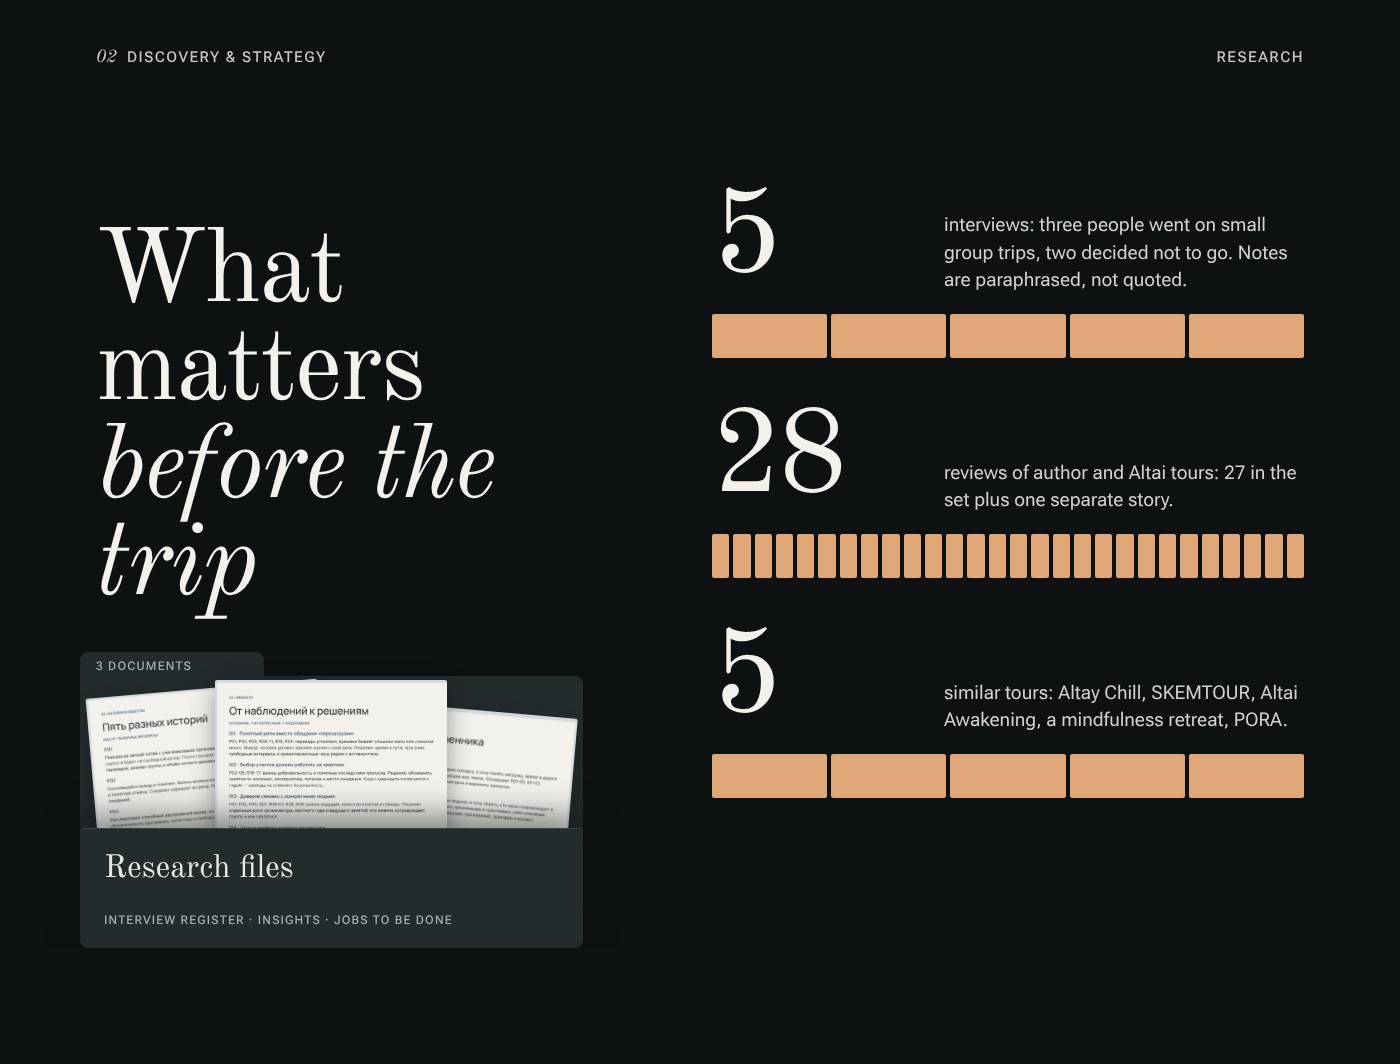 02 DISCOVERY & STRATEGY
RESEARCH
What
matters
before the
trip
5
interviews: three people went on small
group trips, two decided not to go. Notes
are paraphrased, not quoted.
28
reviews of author and Altai tours: 27 in the
set plus one separate story.
5
similar tours: Altay Chill, SKEMTOUR, Altai
Awakening, a mindfulness retreat, PORA.
3 DOCUMENTS
Пять разных историй
P01
P02
От наблюдений к решениям
Research files
INTERVIEW REGISTER · INSIGHTS · JOBS TO BE DONE